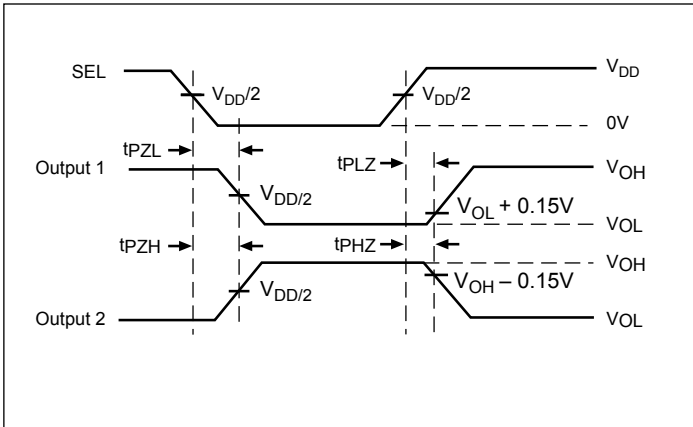 SEL
VDD
VDD/2
VDD/2
0V
tPZL
tPLZ
Output 1
VOH
VDD/2
VOL + 0.15V
VOL
tPZH
tPHZ
VOH
VDD/2
VOH – 0.15V
Output 2
VOL